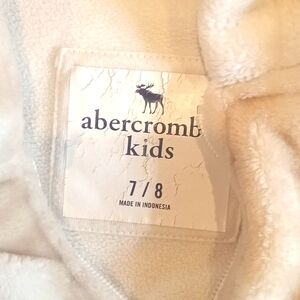 abercromb
kids
7 / 8
MADE IN INDONESIA